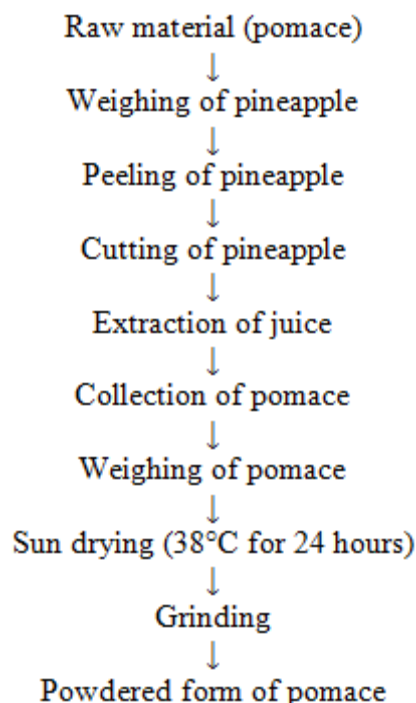 Raw material (pomace)
↓
Weighing of pineapple
↓
Peeling of pineapple
↓
Cutting of pineapple
↓
Extraction of juice
↓
Collection of pomace
↓
Weighing of pomace
↓
Sun drying (38°C for 24 hours)
↓
Grinding
↓
Powdered form of pomace